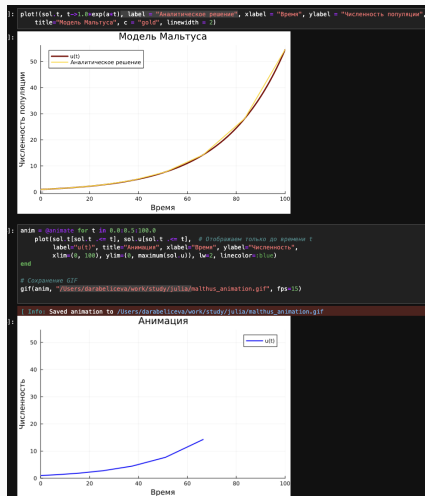 plot!(sol.t, t->1.0*exp(a*t), label = "Аналитическое решение", xlabel = "Время", ylabel = "Численность популяции",
title="Модель Мальтуса", c = "gold", linewidth = 2)
Модель Мальтуса
u(t)
Аналитическое решение
Численность популяции
50
40
30
20
10
0
0 20 40 60 80 100
Время
anim = @animate for t in 0.0:0.5:100.0
plot(sol.t[sol.t .<= t], sol.u[sol.t .<= t], # Отображаем только до времени t
label="u(t)", title="Анимация", xlabel="Время", ylabel="Численность",
xlim=(0, 100), ylim=(0, maximum(sol.u)), lw=2, linecolor=:blue)
end
# Сохранение GIF
gif(anim, "/Users/darabeliceva/work/study/julia/malthus_animation.gif", fps=15)
[ Info: Saved animation to /Users/darabeliceva/work/study/julia/malthus_animation.gif
Анимация
u(t)
Численность
50
40
30
20
10
0
0 20 40 60 80 100
Время